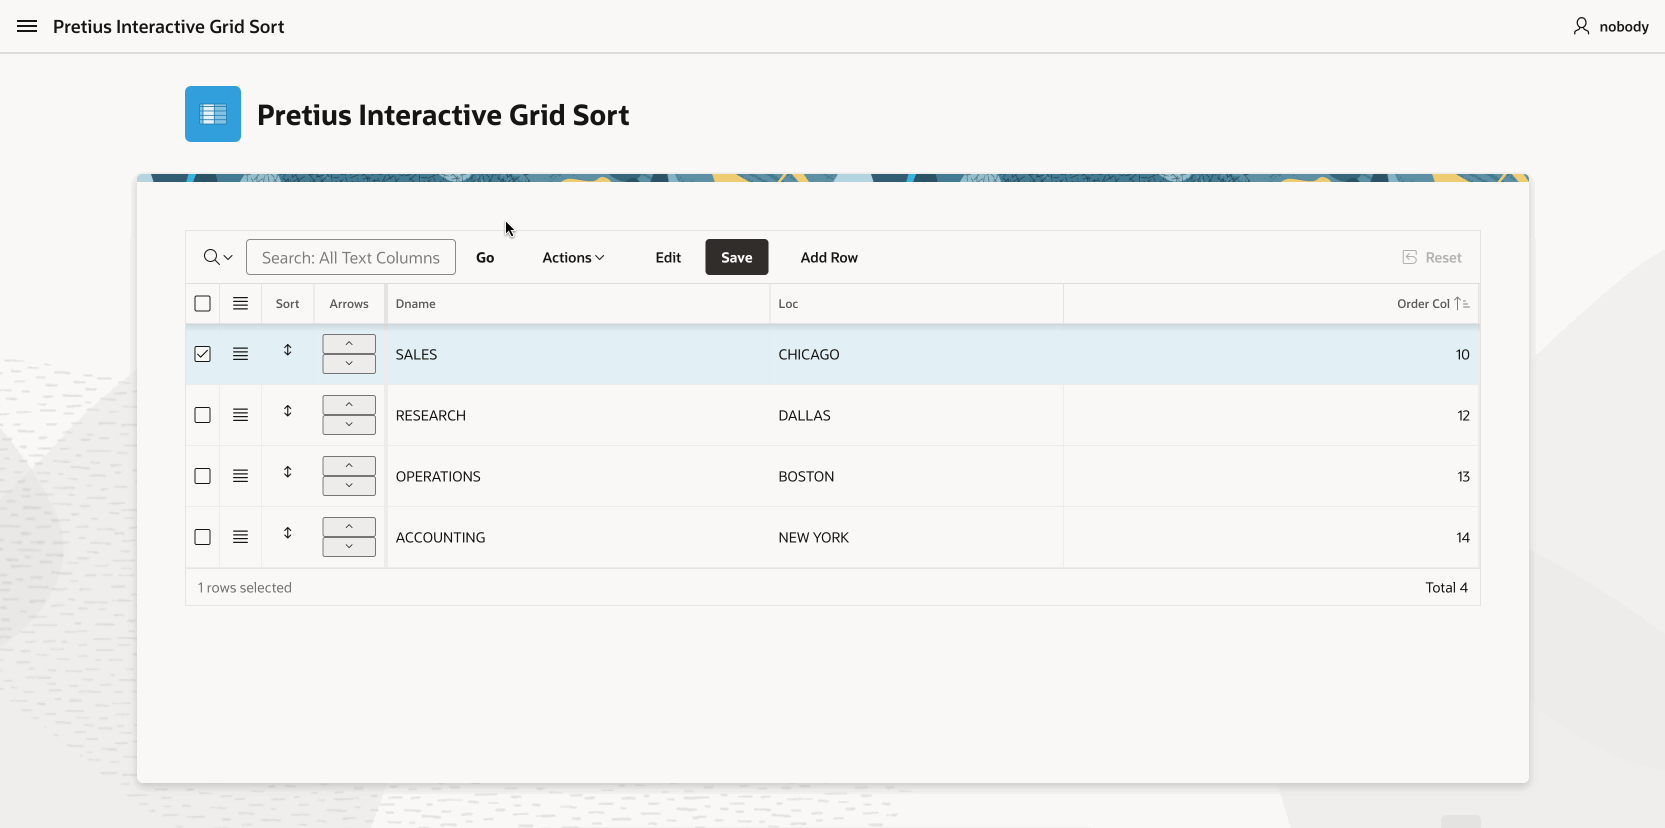 Pretius Interactive Grid Sort nobody
Pretius Interactive Grid Sort
Search: All Text Columns Go Actions Edit Save Add Row Reset
Sort Arrows Dname Loc Order Col
SALES CHICAGO 10
RESEARCH DALLAS 12
OPERATIONS BOSTON 13
ACCOUNTING NEW YORK 14
1 rows selected Total 4